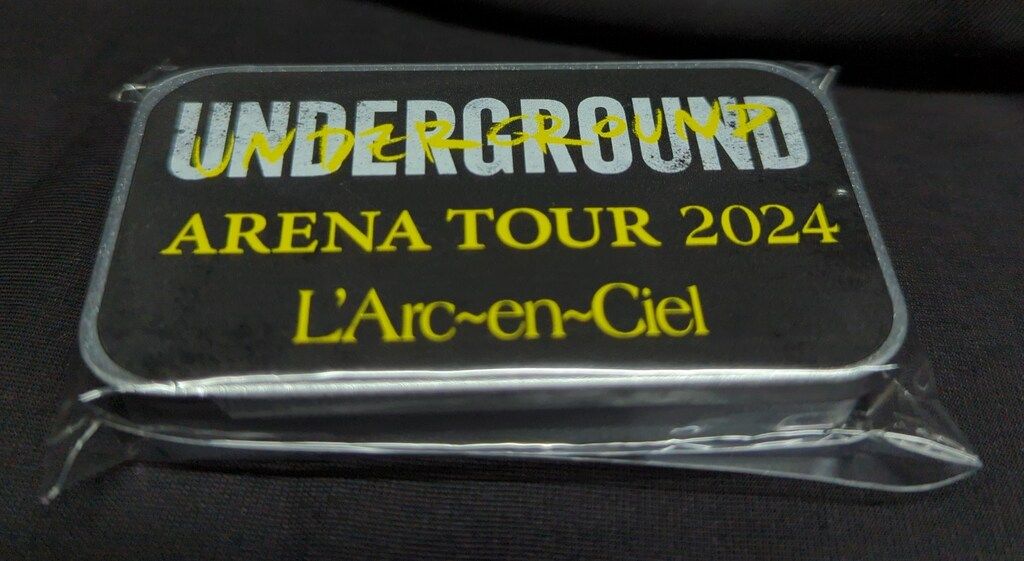 UNDERGROUND
UNDERGROUND
ARENA TOUR 2024
L'Arc~en~Ciel